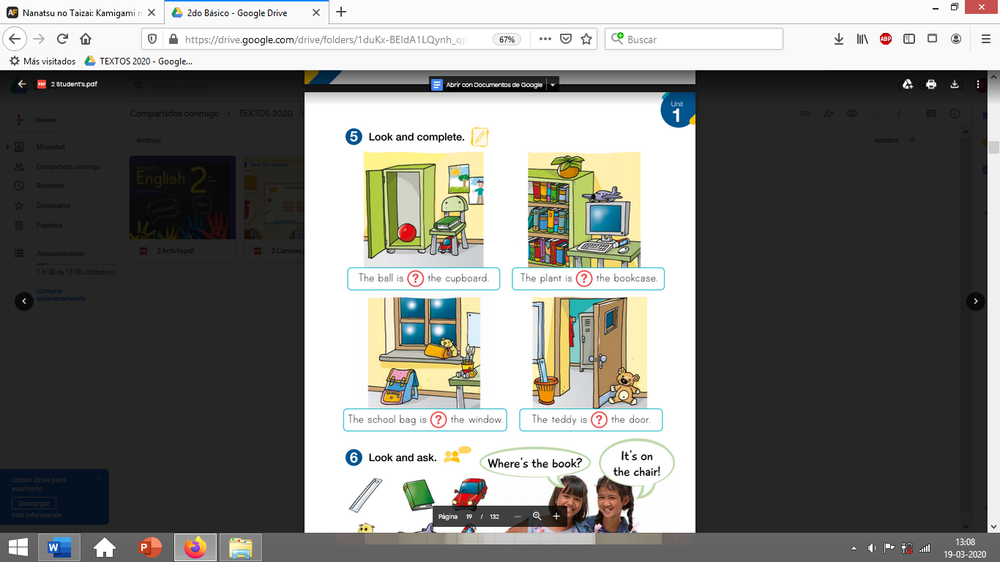 Nanatsu no Taizai: Kamigami n
2do Básico - Google Drive
https://drive.google.com/drive/folders/1duKx-BEIdA1LQynh_qp
67%
Buscar
Más visitados
TEXTOS 2020 - Google...
2 Student's.pdf
Abrir con Documentos de Google
Nuevo
Compartidos conmigo
TEXTOS 2020
Archivos
Nombre
Mi unidad
Compartidos conmigo
Recientes
Destacados
Papelera
Almacenamiento
1.6 GB de 15 GB utilizado(s)
Comprar
almacenamiento
English 2
2 Activity.pdf
Time for school
2 Láminas.p
Obtén Drive para
escritorio
Descargar
Más información
Unit
1
5 Look and complete.
The ball is ? the cupboard.
The plant is ? the bookcase.
The school bag is ? the window.
The teddy is ? the door.
6 Look and ask.
Where's the book?
It's on
the chair!
Página 19 / 132
13:08
19-03-2020